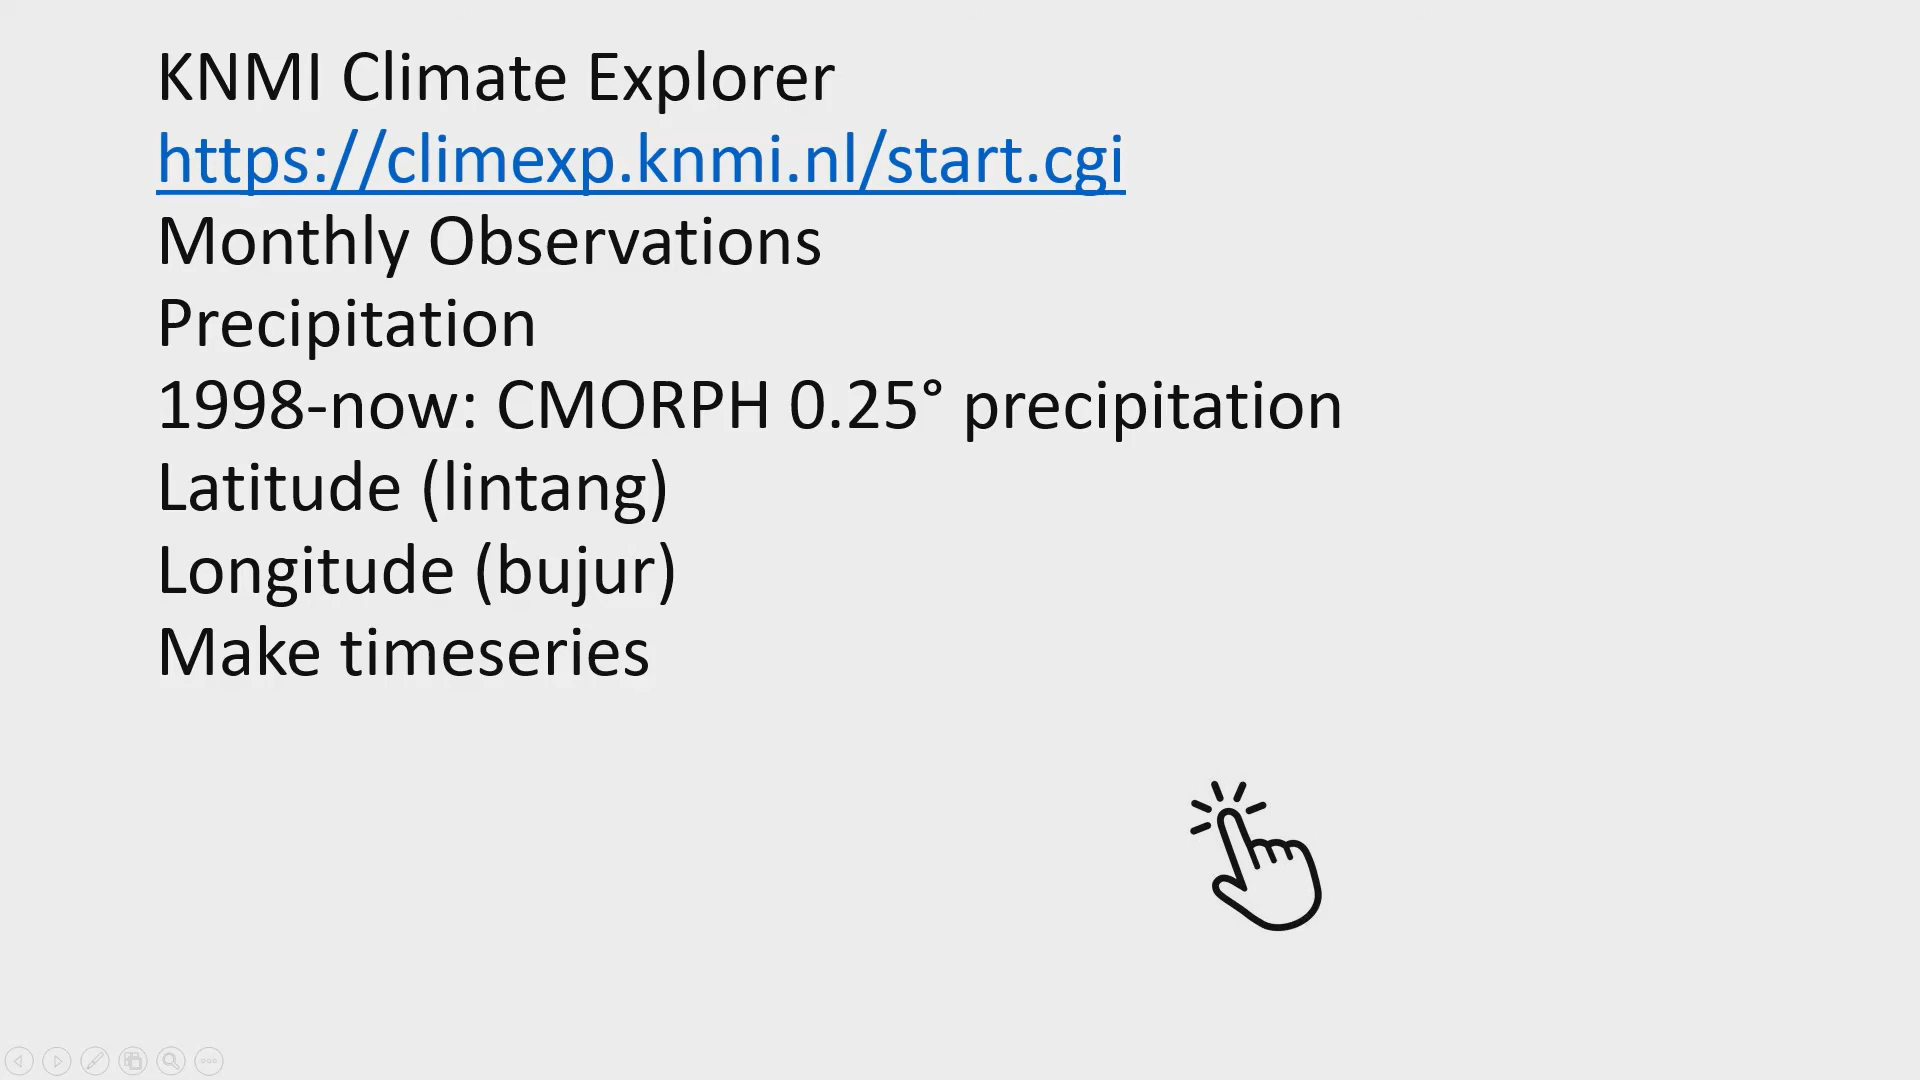 KNMI Climate Explorer
https://climexp.knmi.nl/start.cgi
Monthly Observations
Precipitation
1998-now: CMORPH 0.25° precipitation
Latitude (lintang)
Longitude (bujur)
Make timeseries